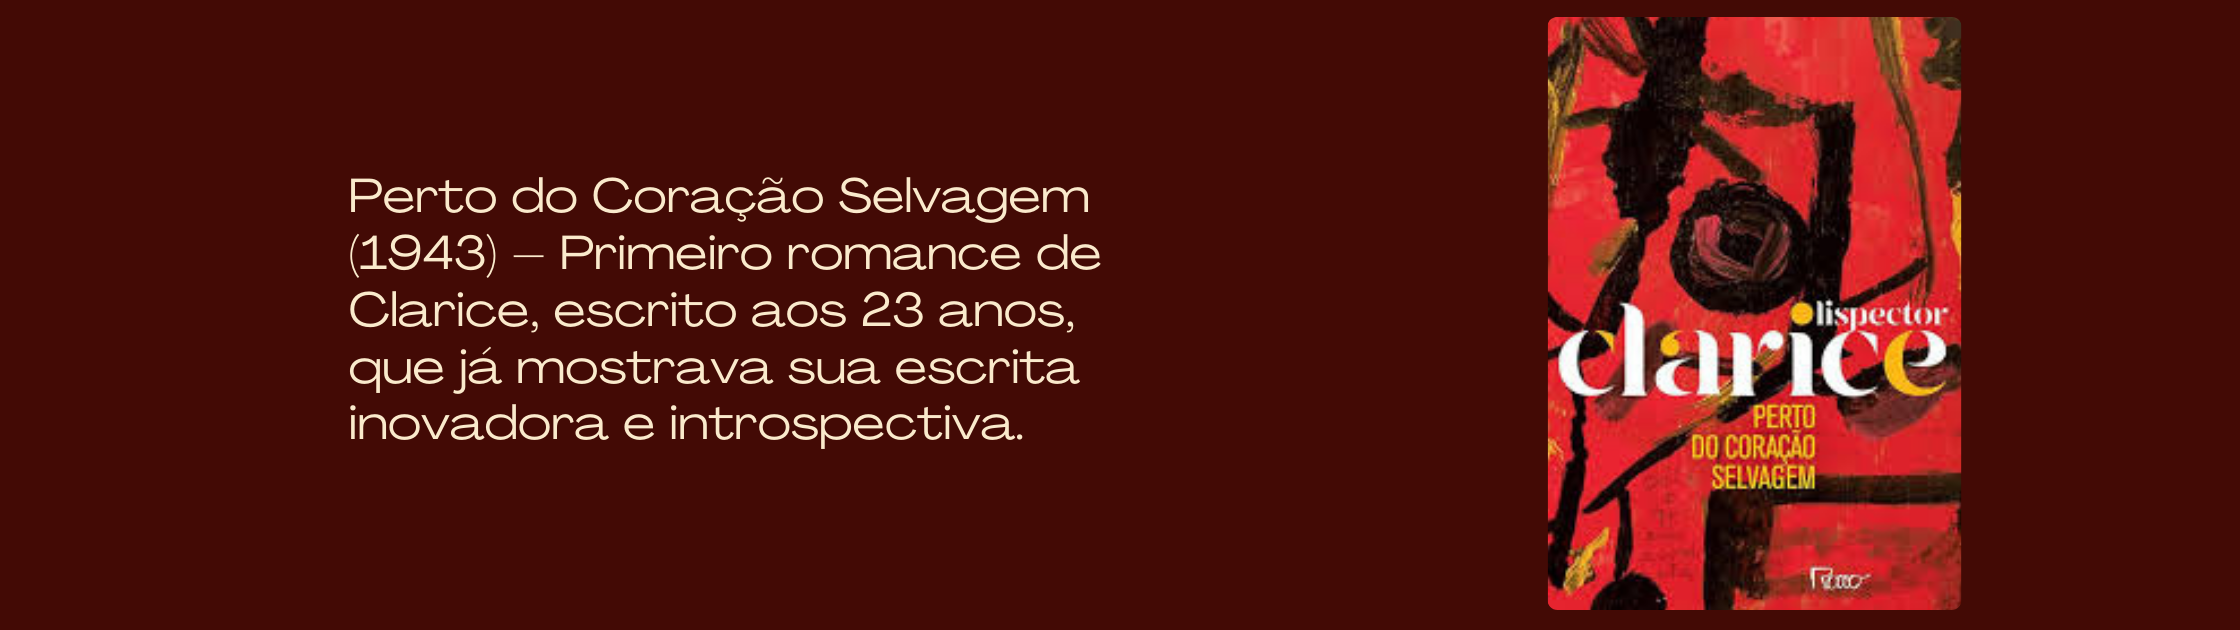 Perto do Coração Selvagem
(1943) – Primeiro romance de
Clarice, escrito aos 23 anos,
que já mostrava sua escrita
inovadora e introspectiva.
lispector
clarice
PERTO
DO CORAÇÃO
SELVAGEM
Rocco